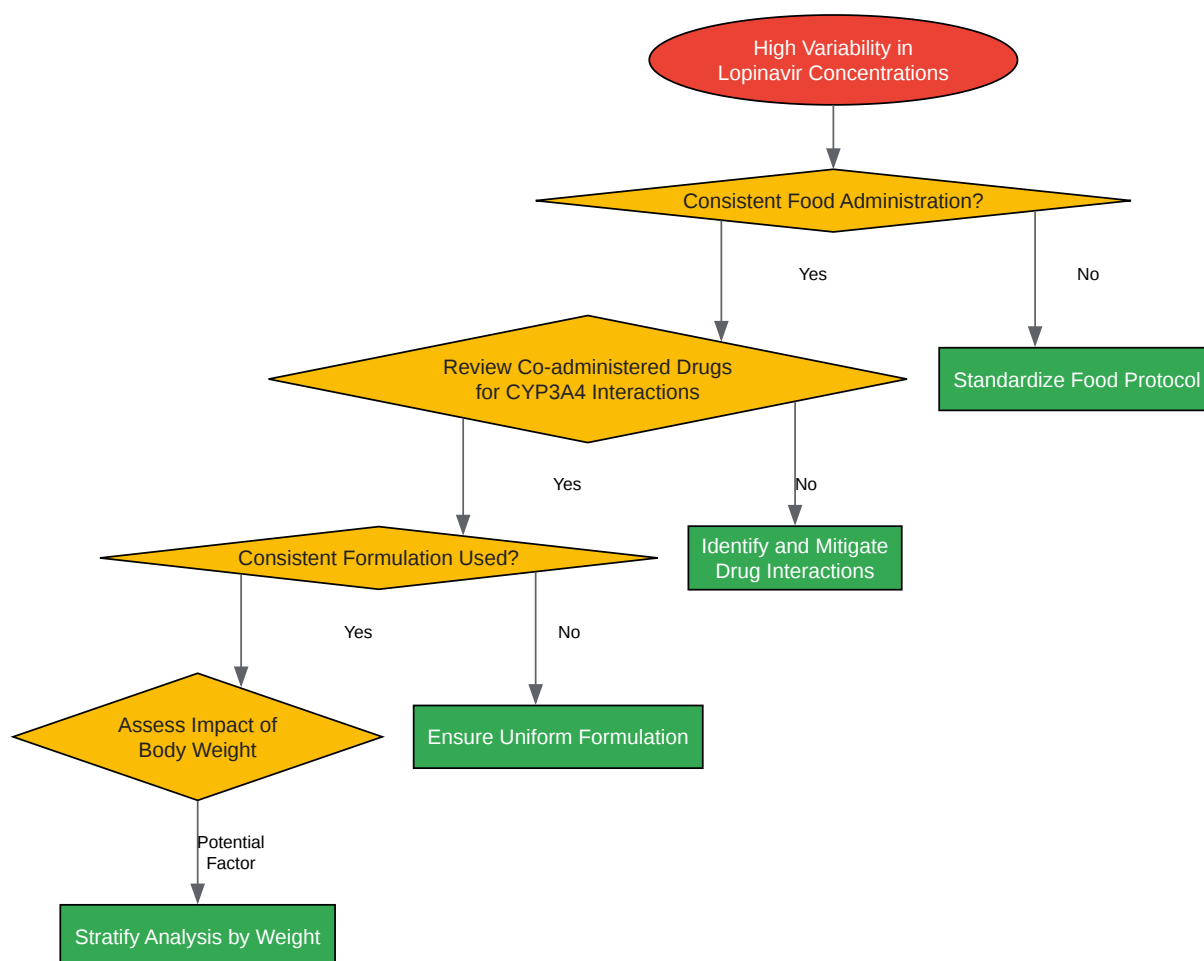 High Variability in
Lopinavir Concentrations
Consistent Food Administration?
Yes
No
Review Co-administered Drugs
for CYP3A4 Interactions
Standardize Food Protocol
Yes
No
Consistent Formulation Used?
Identify and Mitigate
Drug Interactions
Yes
No
Assess Impact of
Body Weight
Ensure Uniform Formulation
Potential
Factor
Stratify Analysis by Weight